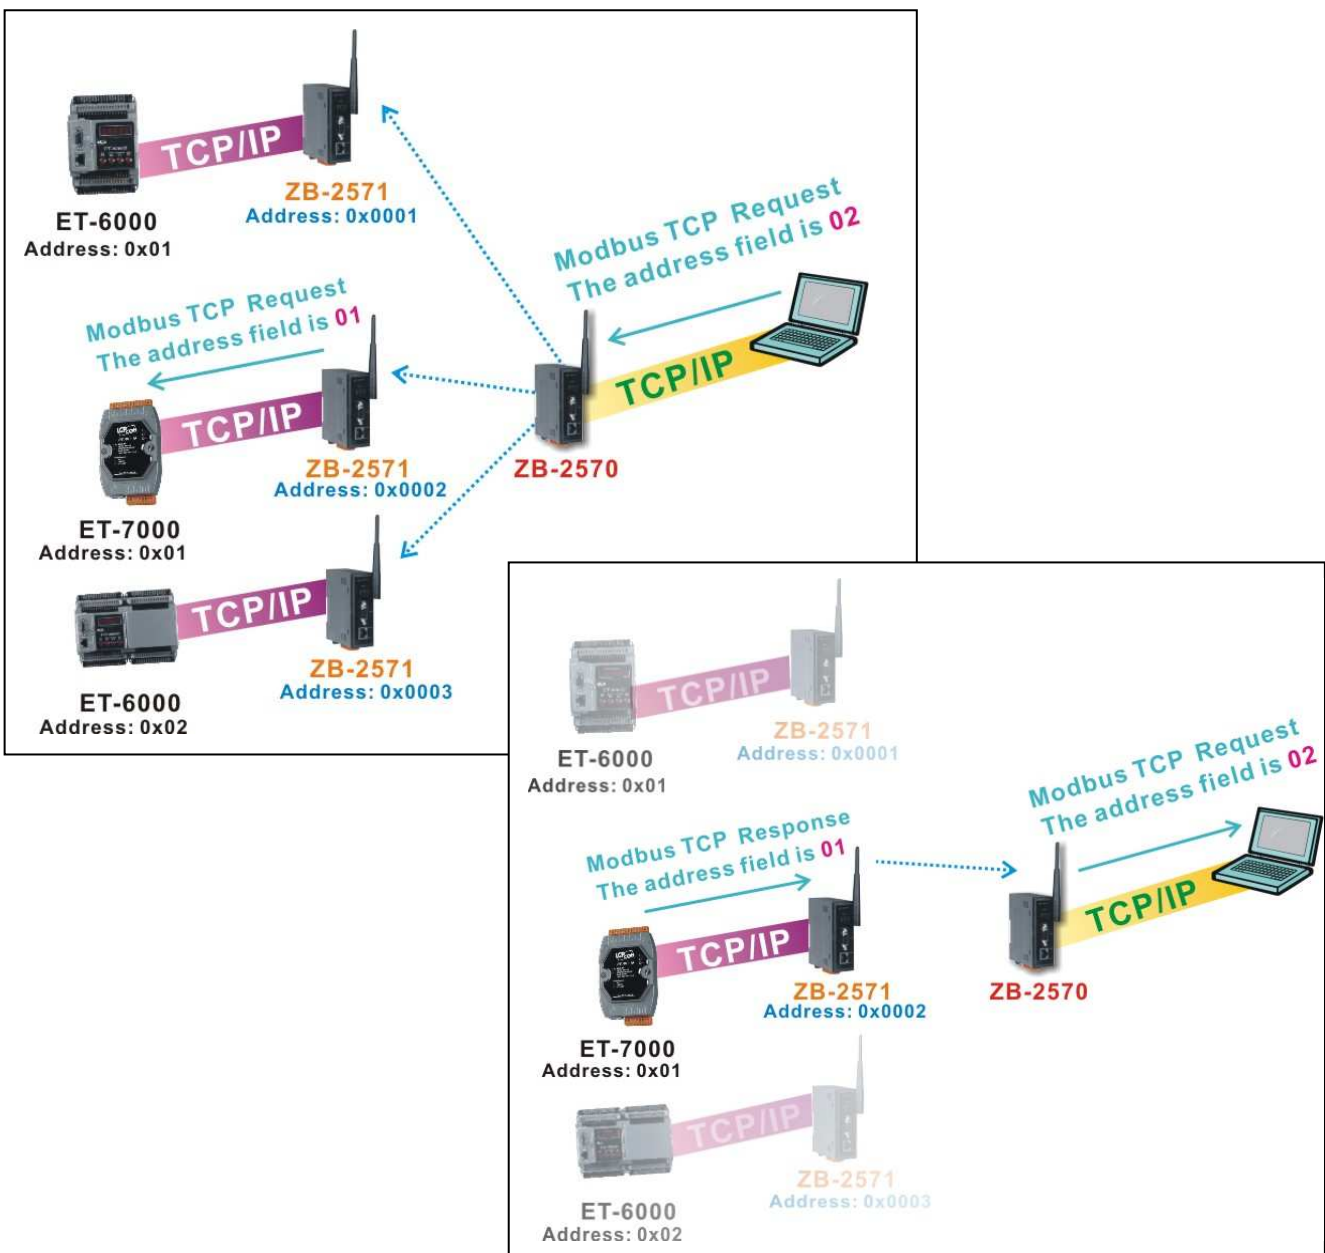 TCP/IP
ZB-2571
Address: 0x0001
ET-6000
Address: 0x01
Modbus TCP Request
The address field is 02
Modbus TCP Request
The address field is 01
TCP/IP
TCP/IP
ZB-2571
Address: 0x0002
ZB-2570
ET-7000
Address: 0x01
TCP/IP
ZB-2571
Address: 0x0003
ET-6000
Address: 0x02
TCP/IP
ZB-2571
Address: 0x0001
ET-6000
Address: 0x01
Modbus TCP Request
The address field is 02
Modbus TCP Response
The address field is 01
TCP/IP
TCP/IP
ZB-2571
Address: 0x0002
ZB-2570
ET-7000
Address: 0x01
TCP/IP
ZB-2571
Address: 0x0003
ET-6000
Address: 0x02